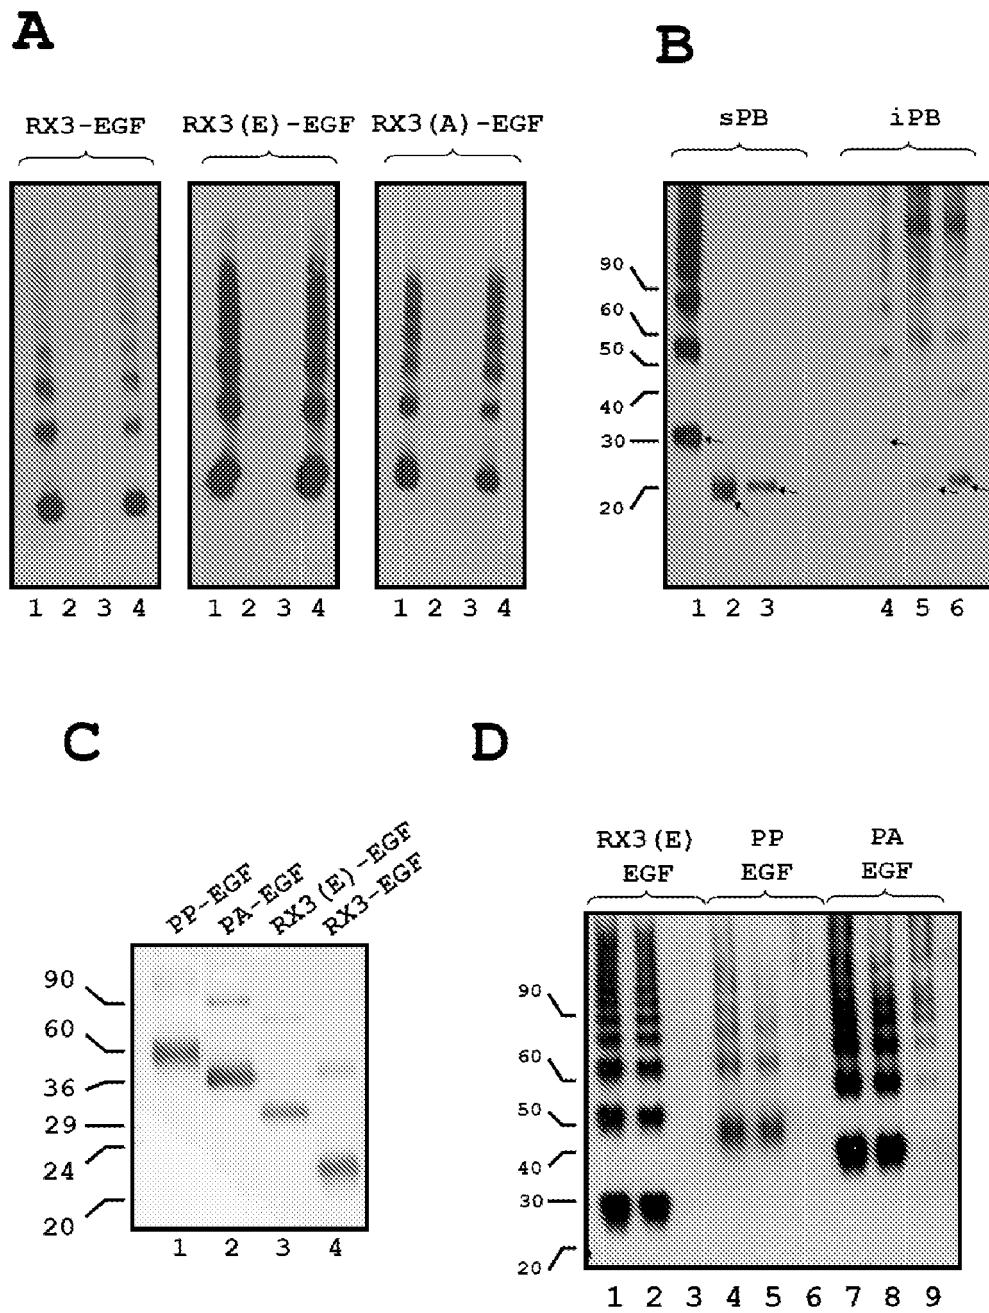 A
RX3-EGF RX3(E)-EGF RX3(A)-EGF
1 2 3 4 1 2 3 4 1 2 3 4
B
sPB iPB
90
60
50
40
30
20
1 2 3 4 5 6
C
PP-EGF
PA-EGF
RX3(E)-EGF
RX3-EGF
90
60
36
29
24
20
1 2 3 4
D
RX3(E) PP PA
EGF EGF EGF
90
60
50
40
30
20
1 2 3 4 5 6 7 8 9